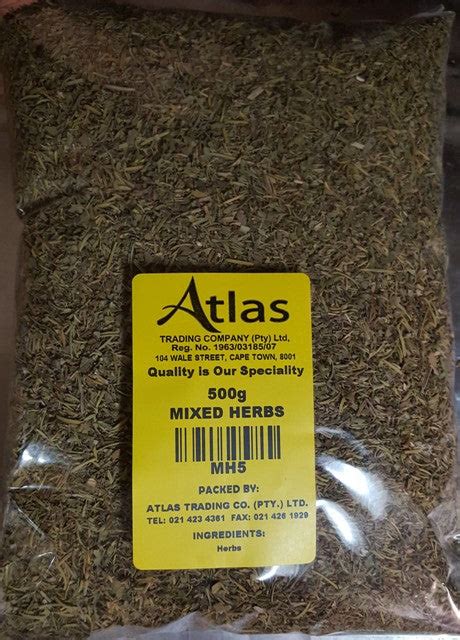 Atlas
TRADING COMPANY (Pty) Ltd,
Reg. No. 1963/03185/07
104 WALE STREET, CAPE TOWN, 8001
Quality is Our Speciality
500g
MIXED HERBS
MH5
PACKED BY:
ATLAS TRADING CO. (PTY.) LTD.
TEL: 021 423 4361 FAX: 021 426 1929
INGREDIENTS:
Herbs